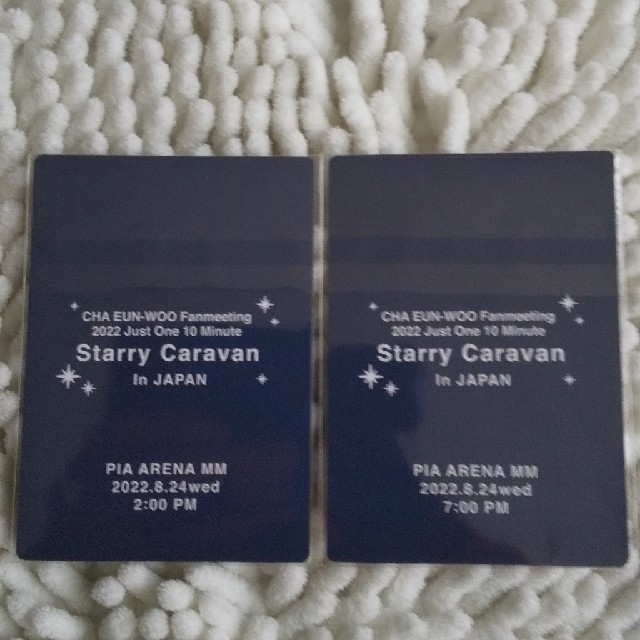 CHA EUN-WOO Fanmeeting
2022 Just One 10 Minute
Starry Caravan
In JAPAN
PIA ARENA MM
2022.8.24wed
2:00 PM
CHA EUN-WOO Fanmeeting
2022 Just One 10 Minute
Starry Caravan
In JAPAN
PIA ARENA MM
2022.8.24wed
7:00 PM